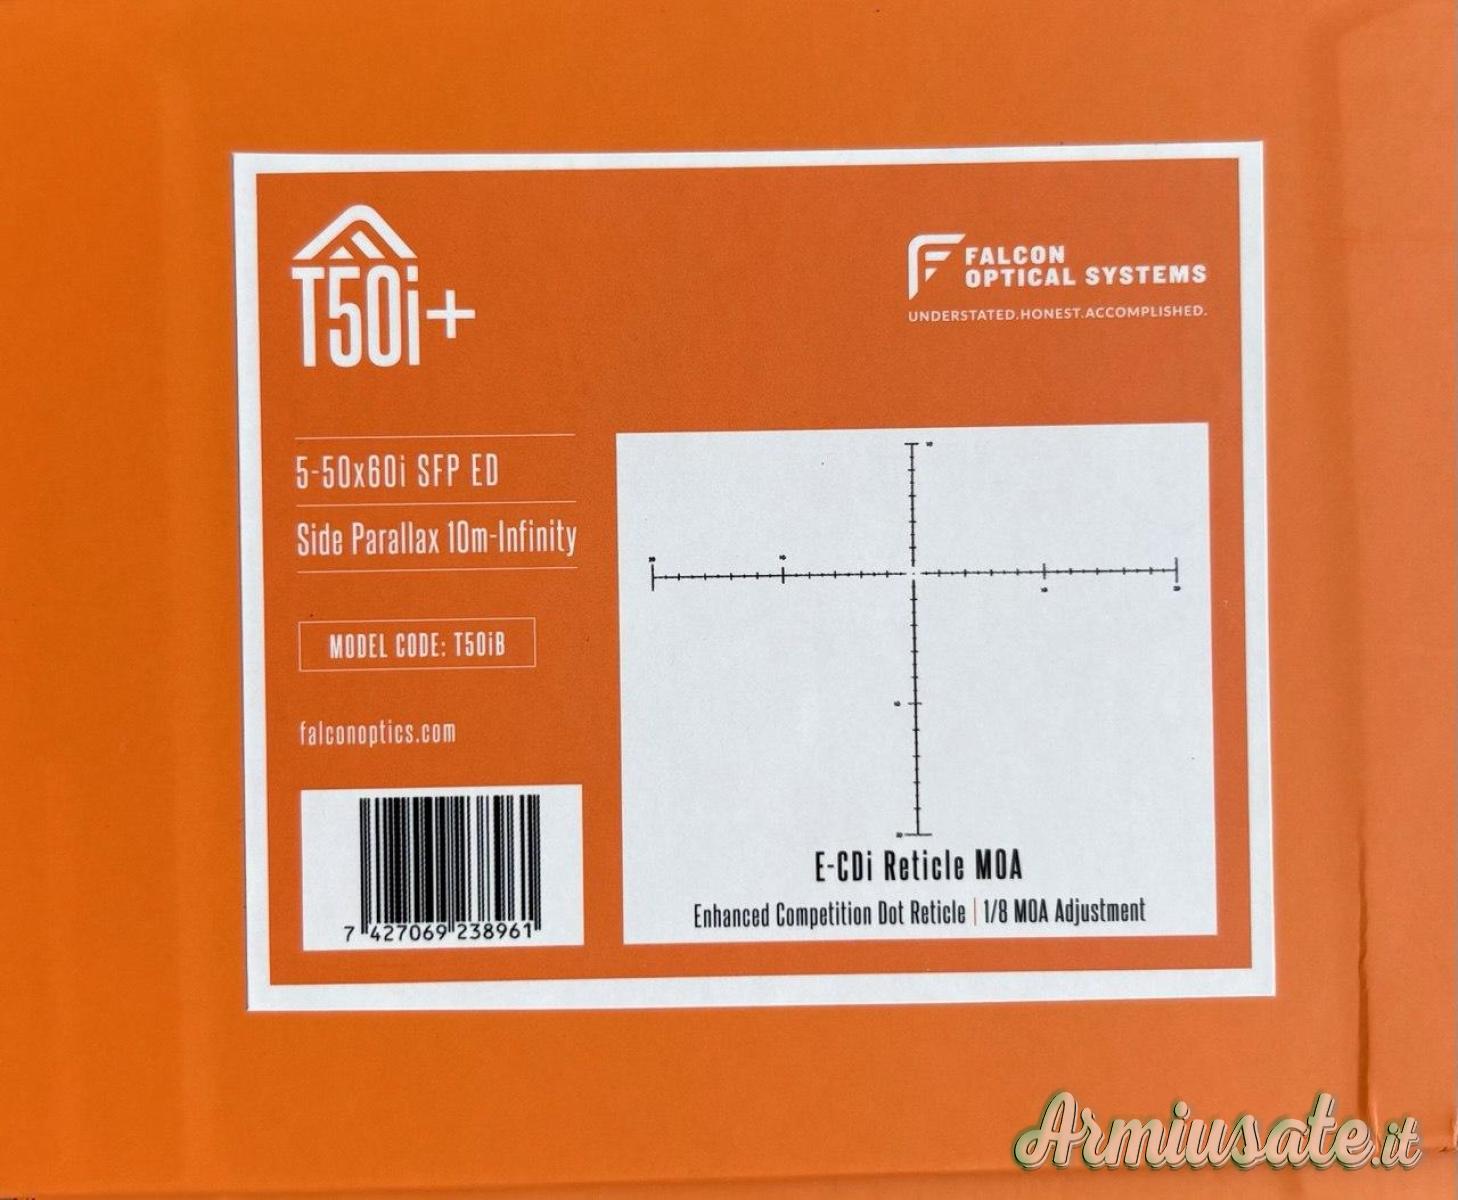 T50i+
FALCON
OPTICAL SYSTEMS
UNDERSTATED.HONEST.ACCOMPLISHED.
5-50x60i SFP ED
Side Parallax 10m-Infinity
MODEL CODE: T50iB
falconoptics.com
7 427069 238961
E-CDi Reticle MOA
Enhanced Competition Dot Reticle | 1/8 MOA Adjustment
Armiusate.it